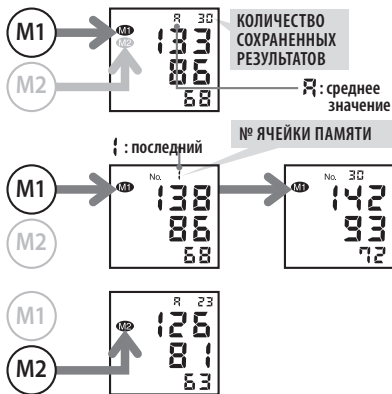 M1
M2
M1
M2
A 30
133
86
68
КОЛИЧЕСТВО
СОХРАНЕННЫХ
РЕЗУЛЬТАТОВ
A : среднее
значение
1 : последний
№ ЯЧЕЙКИ ПАМЯТИ
M1
M2
M1
No. 1
138
86
68
M1
No. 30
142
93
72
M1
M2
M2
A 23
126
81
63